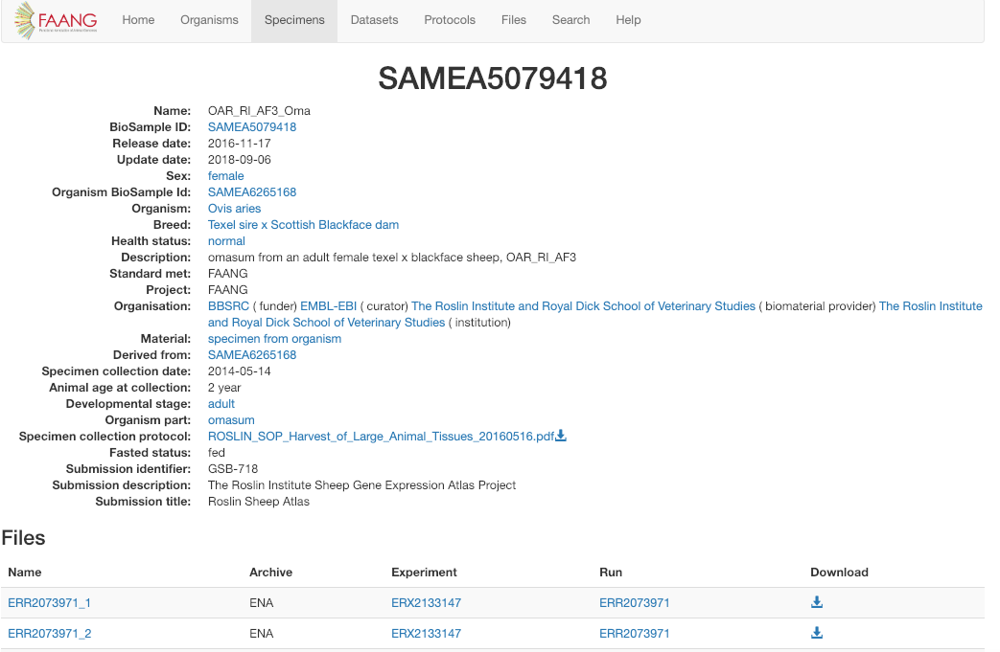 FAANG Home Organisms Specimens Datasets Protocols Files Search Help
SAMEA5079418
Name: OAR_RI_AF3_Oma
BioSample ID: SAMEA5079418
Release date: 2016-11-17
Update date: 2018-09-06
Sex: female
Organism BioSample Id: SAMEA6265168
Organism: Ovis aries
Breed: Texel sire x Scottish Blackface dam
Health status: normal
Description: omasum from an adult female texel x blackface sheep, OAR_RI_AF3
Standard met: FAANG
Project: FAANG
Organisation: BBSRC ( funder) EMBL-EBI ( curator) The Roslin Institute and Royal Dick School of Veterinary Studies ( biomaterial provider) The Roslin Institute
and Royal Dick School of Veterinary Studies ( institution)
Material: specimen from organism
Derived from: SAMEA6265168
Specimen collection date: 2014-05-14
Animal age at collection: 2 year
Developmental stage: adult
Organism part: omasum
Specimen collection protocol: ROSLIN_SOP_Harvest_of_Large_Animal_Tissues_20160516.pdf
Fasted status: fed
Submission identifier: GSB-718
Submission description: The Roslin Institute Sheep Gene Expression Atlas Project
Submission title: Roslin Sheep Atlas
Files
Name Archive Experiment Run Download
ERR2073971_1 ENA ERX2133147 ERR2073971
ERR2073971_2 ENA ERX2133147 ERR2073971